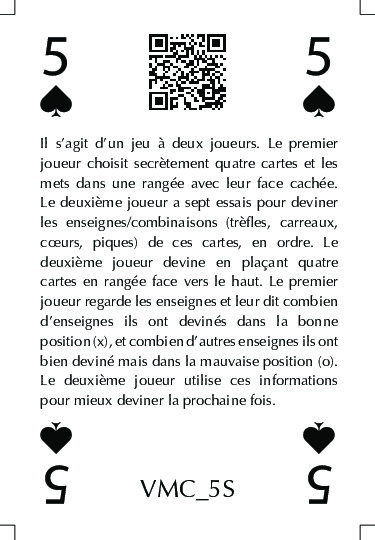 5
5
Il s'agit d'un jeu à deux joueurs. Le premier
joueur choisit secrètement quatre cartes et les
mets dans une rangée avec leur face cachée.
Le deuxième joueur a sept essais pour deviner
les enseignes/combinaisons (trèfles, carreaux,
cœurs, piques) de ces cartes, en ordre. Le
deuxième joueur devine en plaçant quatre
cartes en rangée face vers le haut. Le premier
joueur regarde les enseignes et leur dit combien
d'enseignes ils ont devinés dans la bonne
position (x), et combien d'autres enseignes ils ont
bien deviné mais dans la mauvaise position (o).
Le deuxième joueur utilise ces informations
pour mieux deviner la prochaine fois.
5
VMC_5S
5